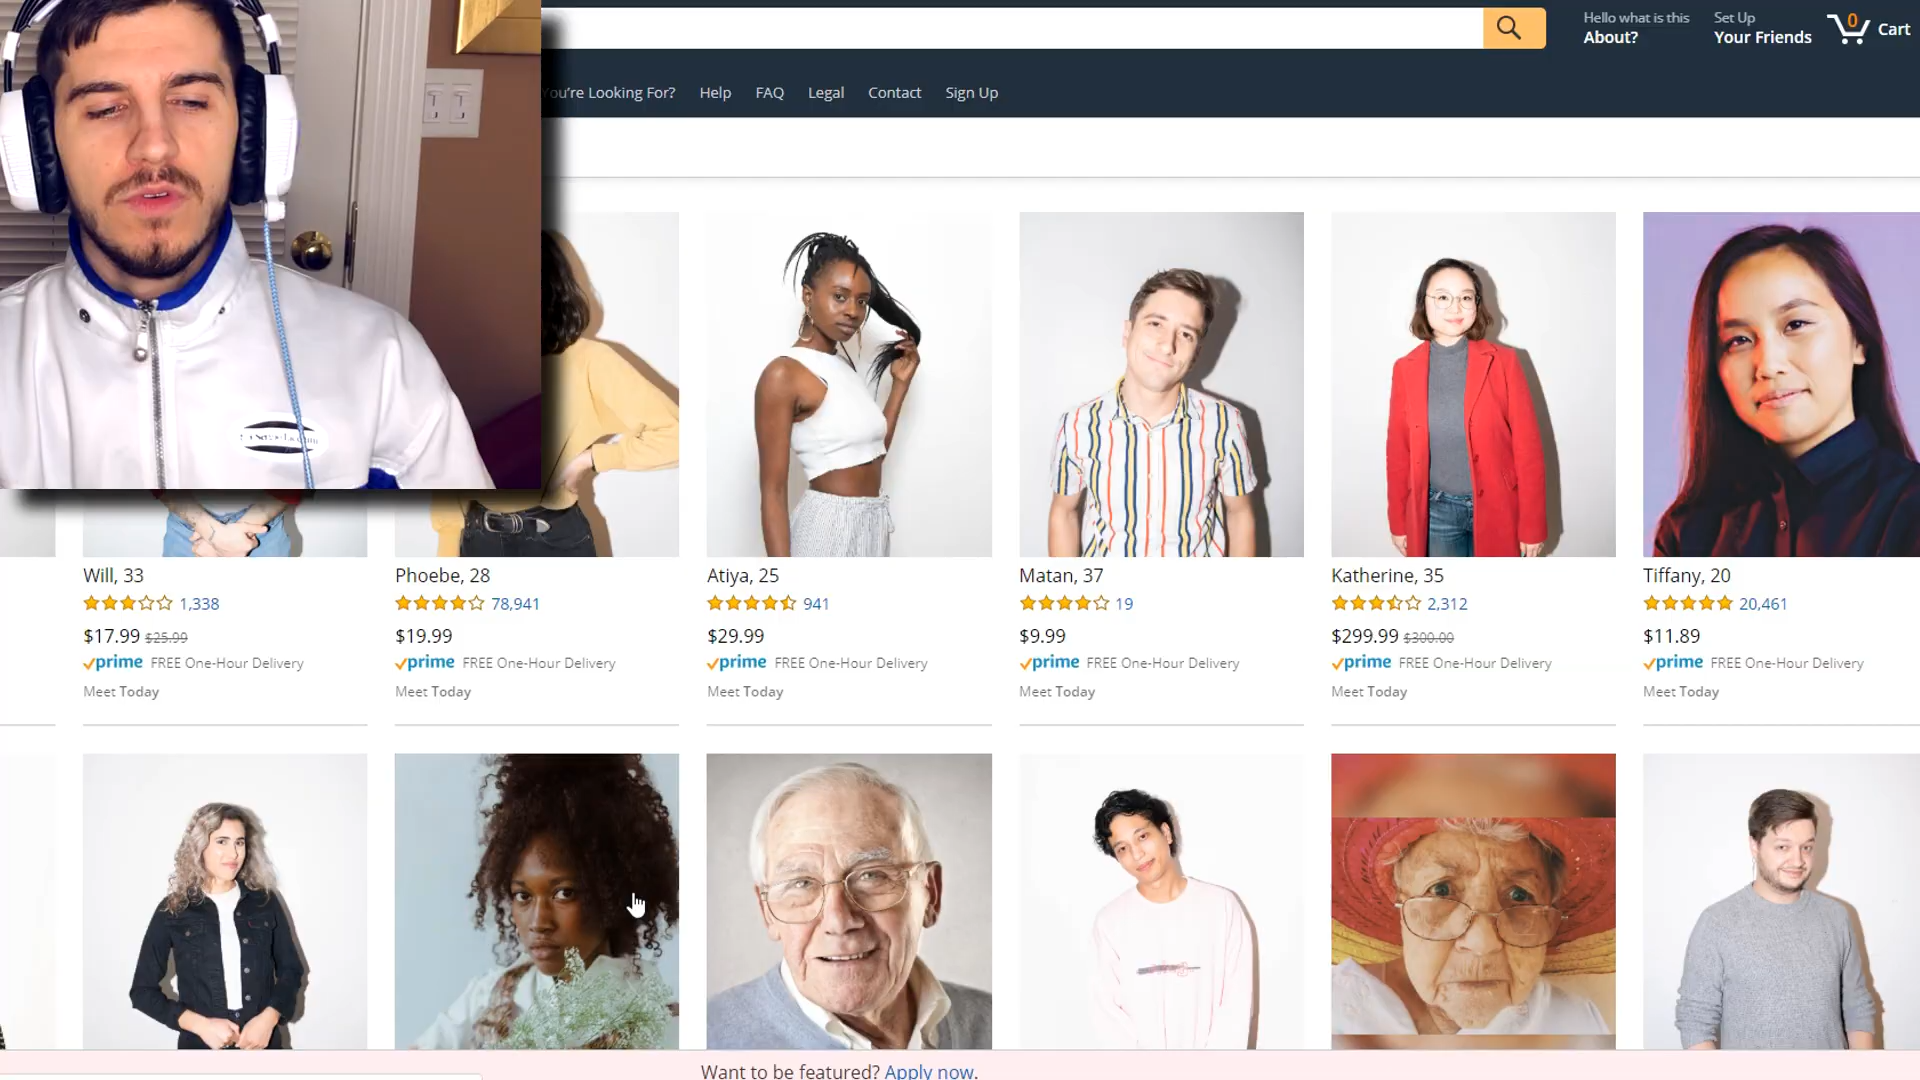 Hello what is this
About?
Set Up
Your Friends
0
Cart
You're Looking For?
Help
FAQ
Legal
Contact
Sign Up
Will, 33
1,338
$17.99 $25.99
prime FREE One-Hour Delivery
Meet Today
Phoebe, 28
78,941
$19.99
prime FREE One-Hour Delivery
Meet Today
Atiya, 25
941
$29.99
prime FREE One-Hour Delivery
Meet Today
Matan, 37
19
$9.99
prime FREE One-Hour Delivery
Meet Today
Katherine, 35
2,312
$299.99 $300.00
prime FREE One-Hour Delivery
Meet Today
Tiffany, 20
20,461
$11.89
prime FREE One-Hour Delivery
Meet Today
Want to be featured? Apply now.